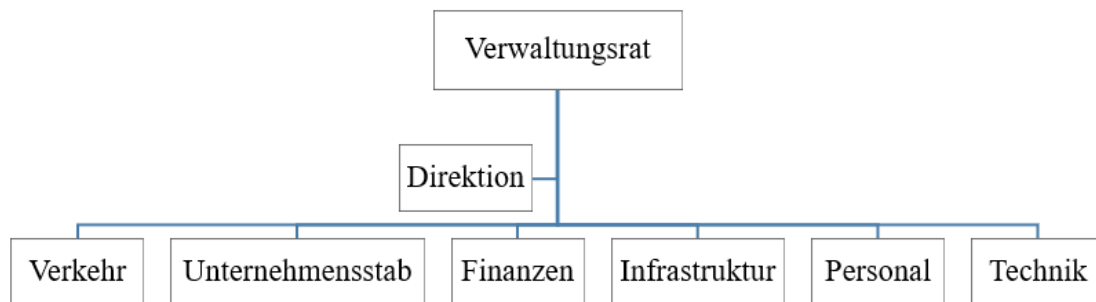 Verwaltungsrat
Direktion
Verkehr
Unternehmensstab
Finanzen
Infrastruktur
Personal
Technik